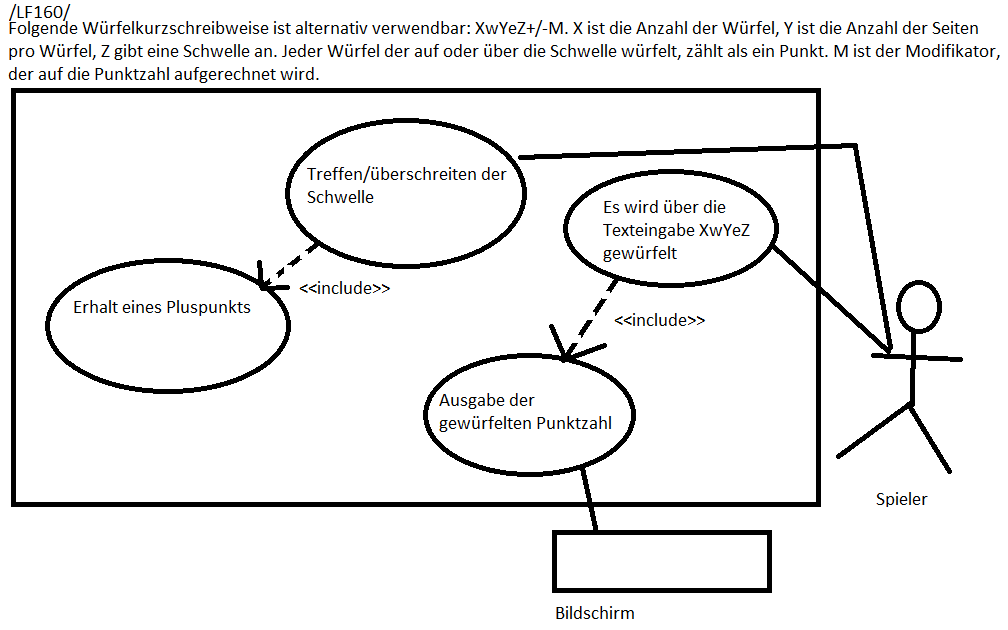 /LF160/
Folgende Würfelkurzschreibweise ist alternativ verwendbar: XwYeZ+/-M. X ist die Anzahl der Würfel, Y ist die Anzahl der Seiten
pro Würfel, Z gibt eine Schwelle an. Jeder Würfel der auf oder über die Schwelle würfelt, zählt als ein Punkt. M ist der Modifikator,
der auf die Punktzahl aufgerechnet wird.
Treffen/überschreiten der
Schwelle
Es wird über die
Texteingabe XwYeZ
gewürfelt
<<include>>
Erhalt eines Pluspunkts
<<include>>
Ausgabe der
gewürfelten Punktzahl
Spieler
Bildschirm